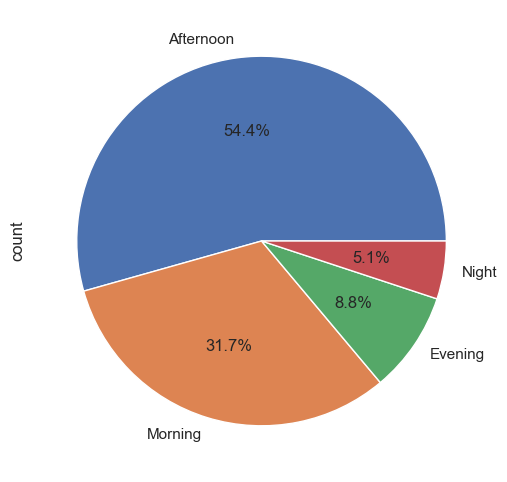 Afternoon
54.4%
count
5.1%
Night
8.8%
31.7%
Evening
Morning